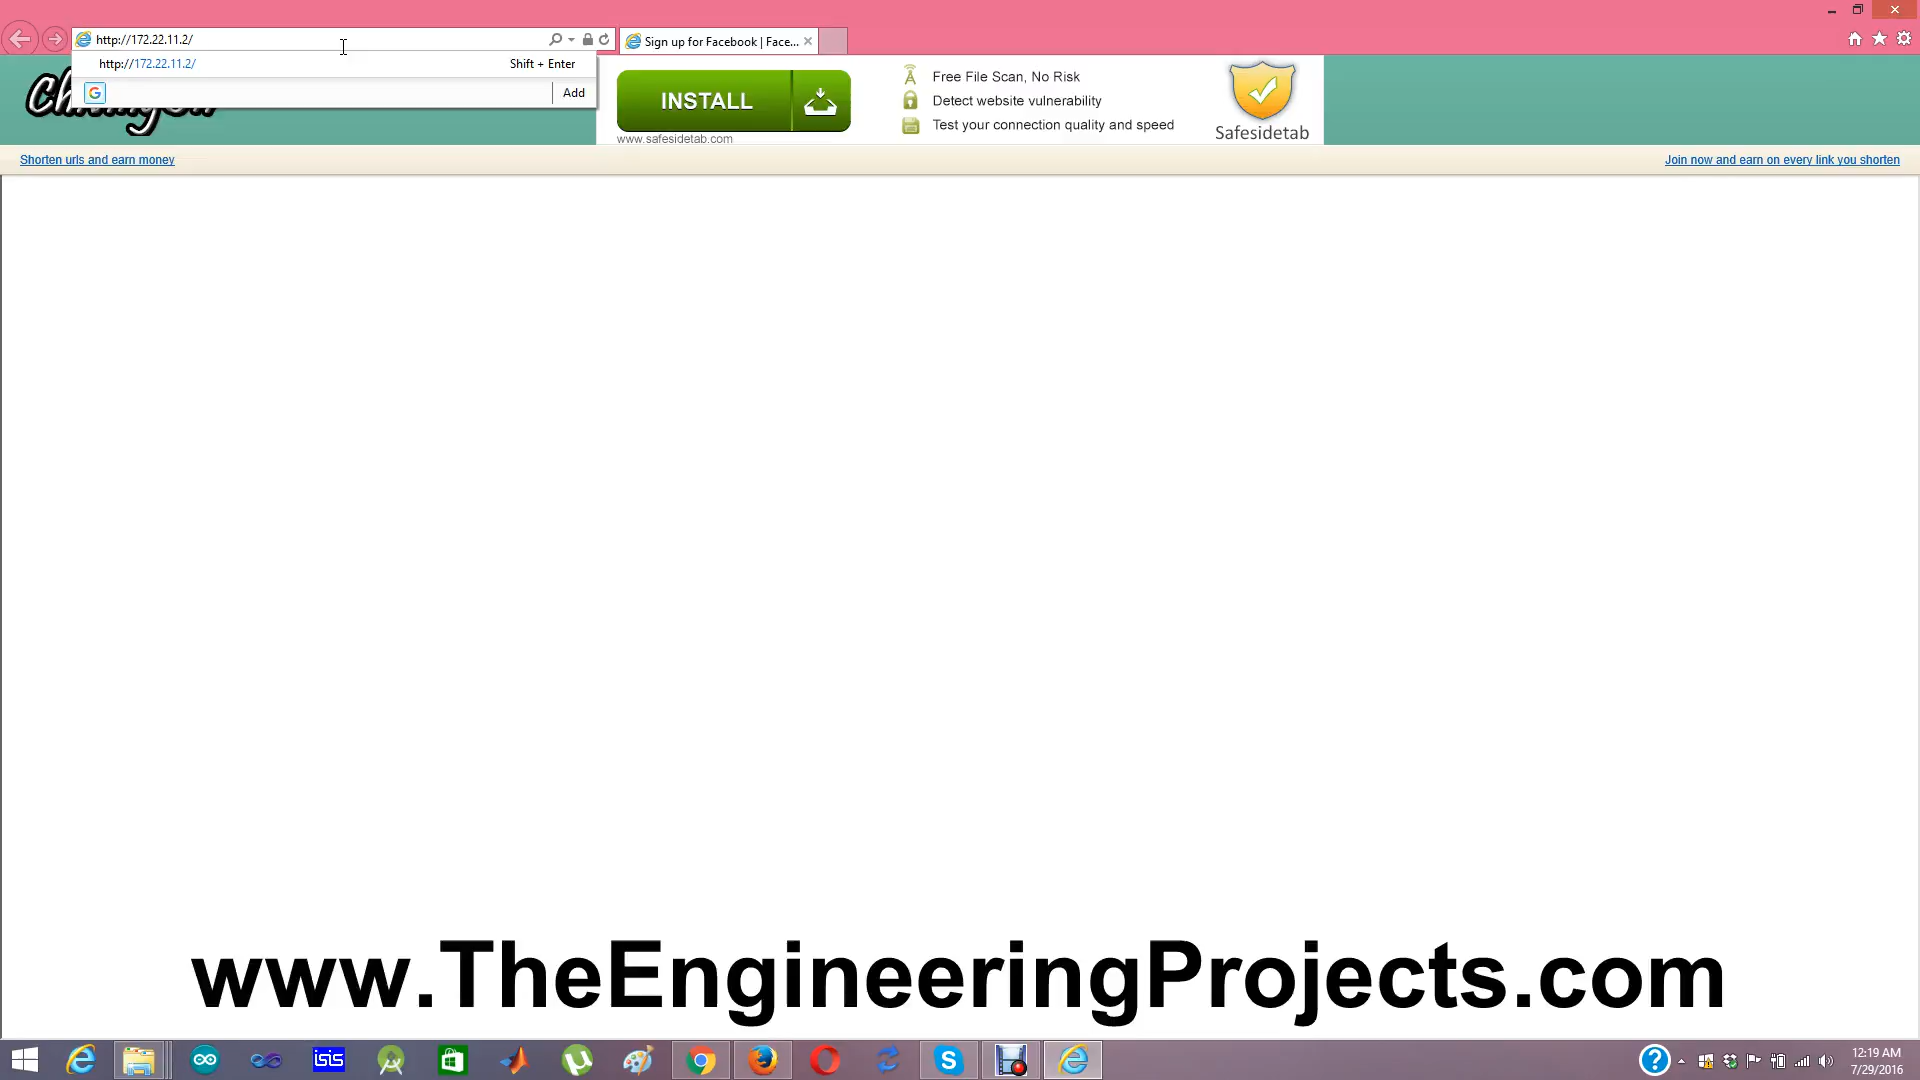 http://172.22.11.2/
Sign up for Facebook | Face...
http://172.22.11.2/
Shift + Enter
Add
INSTALL
www.safesidetab.com
Free File Scan, No Risk
Detect website vulnerability
Test your connection quality and speed
Safesidetab
Shorten urls and earn money
Join now and earn on every link you shorten
www.TheEngineeringProjects.com
isis
12:19 AM
7/29/2016